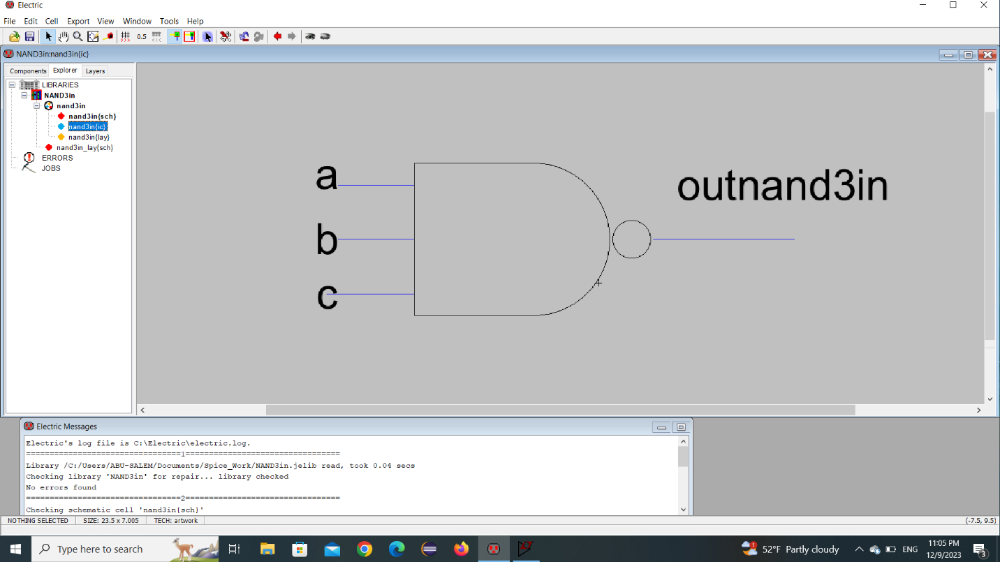 Electric
File Edit Cell Export View Window Tools Help
0.5
NAND3in:nand3in{ic}
Components Explorer Layers
LIBRARIES
NAND3in
nand3in
nand3in{sch}
nand3in{ic}
nand3in{lay}
nand3in_lay{sch}
ERRORS
JOBS
a
outnand3in
b
c
Electric Messages
Electric's log file is C:\Electric\electric.log.
=================================1=================================
Library /C:/Users/ABU-SALEM/Documents/Spice_Work/NAND3in.jelib read, took 0.04 secs
Checking library 'NAND3in' for repair... library checked
No errors found
=================================2=================================
Checking schematic cell 'nand3in{sch}'
NOTHING SELECTED SIZE: 23.5 x 7.005 TECH: artwork (-7.5, 9.5)
Type here to search
1 52°F Partly cloudy ENG 11:05 PM
12/9/2023 3